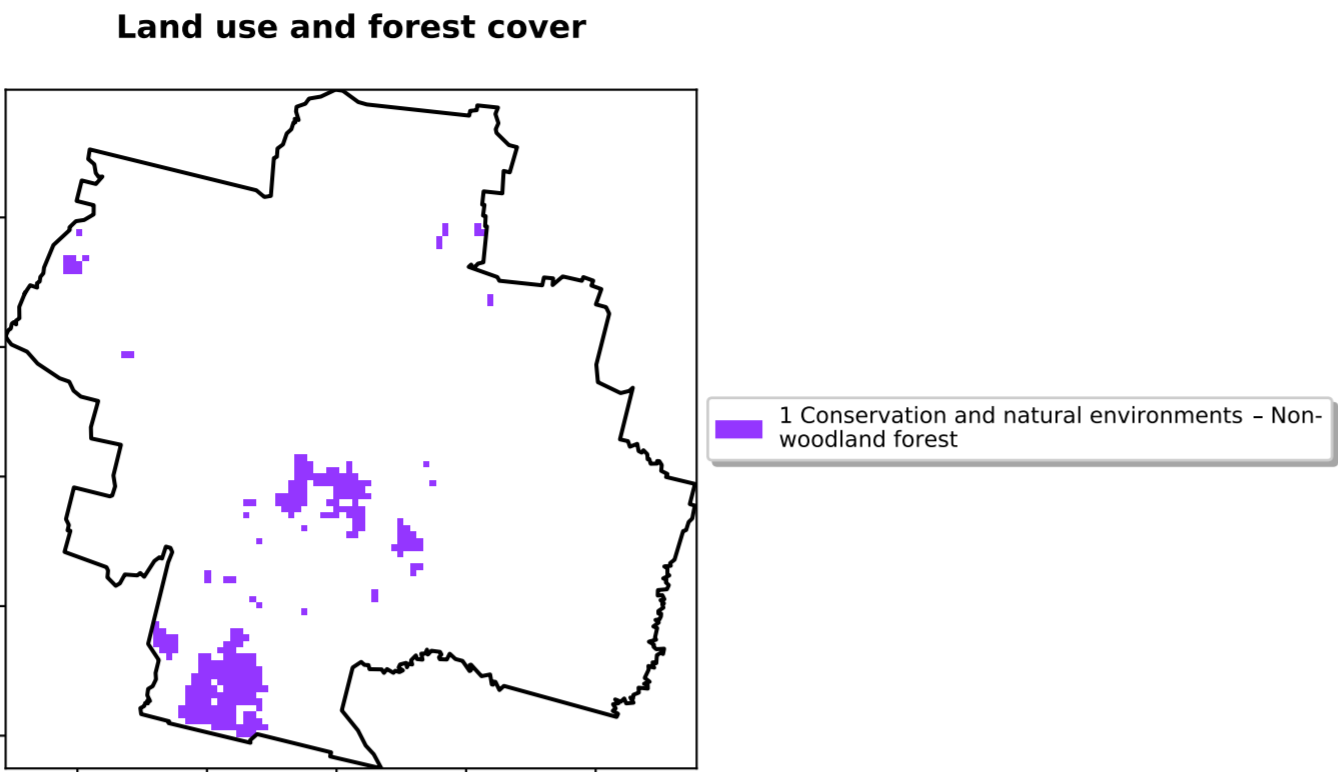 Land use and forest cover
1 Conservation and natural environments – Non-
woodland forest